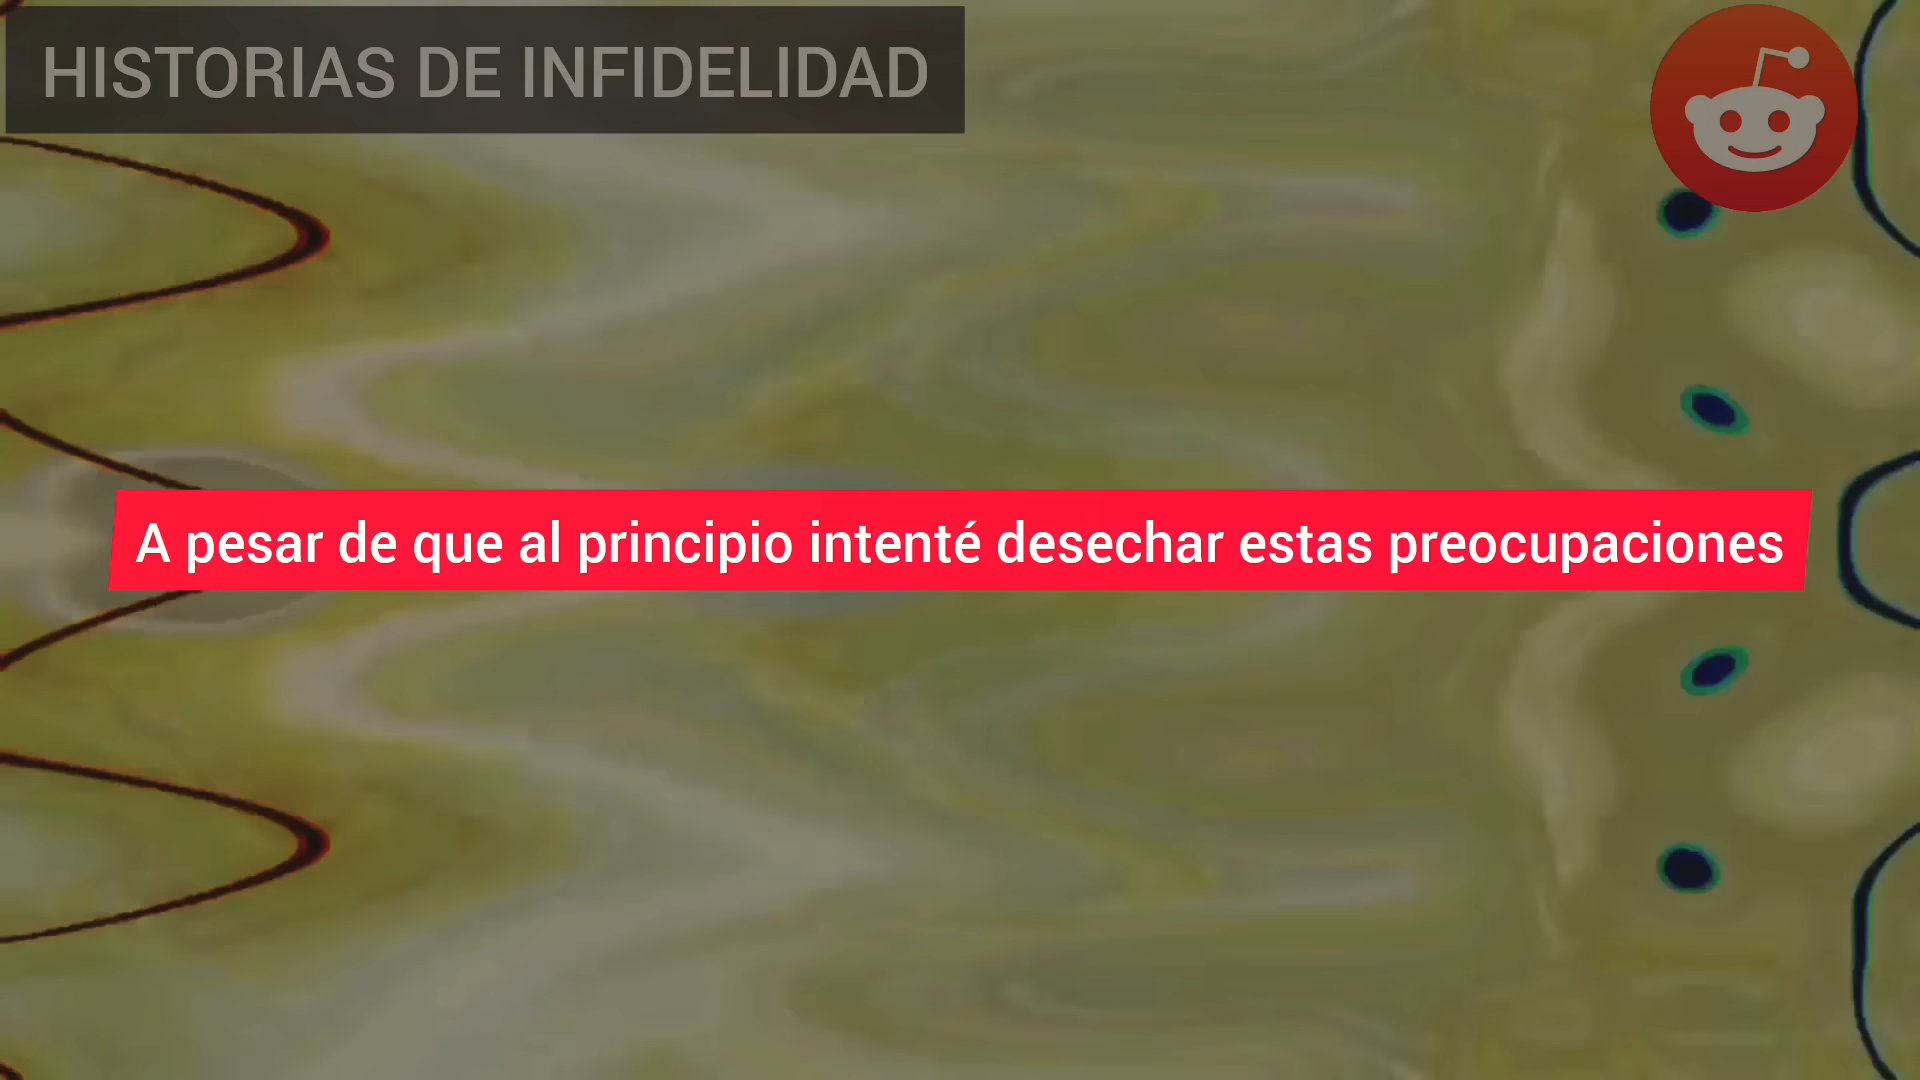 HISTORIAS DE INFIDELIDAD
A pesar de que al principio intenté desechar estas preocupaciones